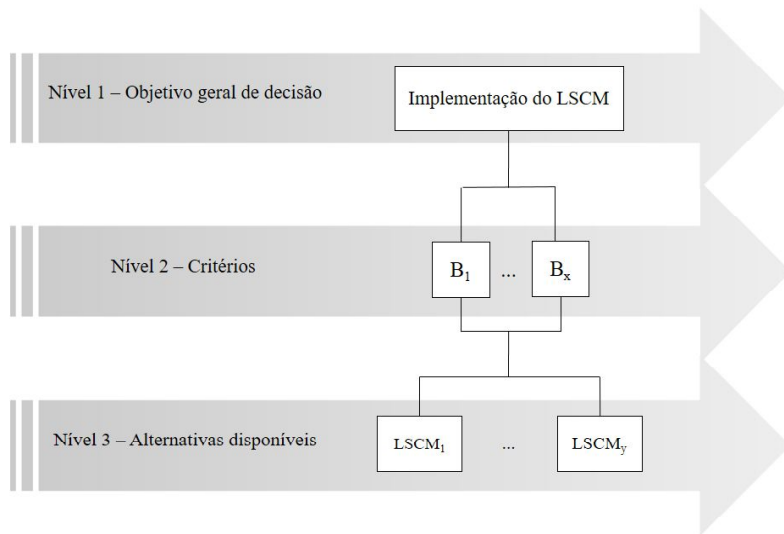 Nível 1 – Objetivo geral de decisão
Implementação do LSCM
Nível 2 – Critérios
B₁ ... Bₓ
Nível 3 – Alternativas disponíveis
LSCM₁ ... LSCMᵧ